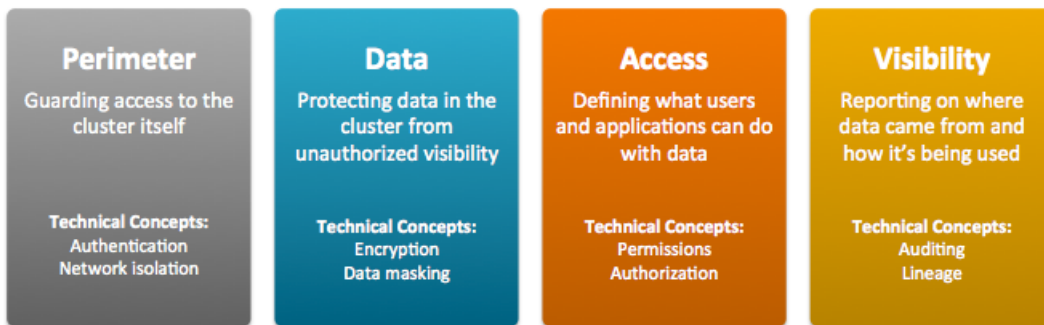 Perimeter
Guarding access to the
cluster itself
Technical Concepts:
Authentication
Network isolation
Data
Protecting data in the
cluster from
unauthorized visibility
Technical Concepts:
Encryption
Data masking
Access
Defining what users
and applications can do
with data
Technical Concepts:
Permissions
Authorization
Visibility
Reporting on where
data came from and
how it's being used
Technical Concepts:
Auditing
Lineage